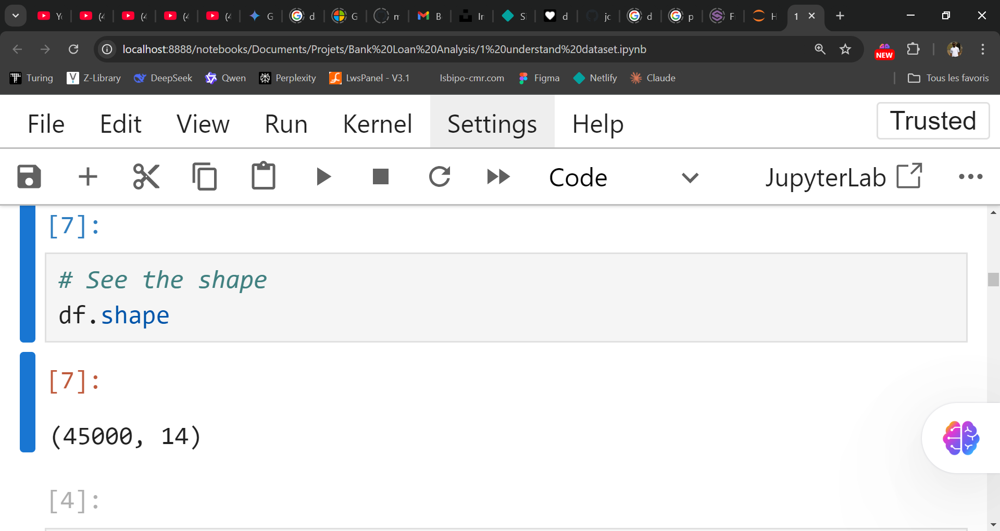 Y
(4
(4
(4
(4
G
d
G
m
B
In
Si
d
jc
d
p
F
H
1
localhost:8888/notebooks/Documents/Projets/Bank%20Loan%20Analysis/1%20understand%20dataset.ipynb
NEW
Turing
Z-Library
DeepSeek
Qwen
Perplexity
LwsPanel - V3.1
Isbipo-cmr.com
Figma
Netlify
Claude
Tous les favoris
File Edit View Run Kernel Settings Help
Trusted
Code
JupyterLab
[7]:
# See the shape
df.shape
[7]:
(45000, 14)
[4]: